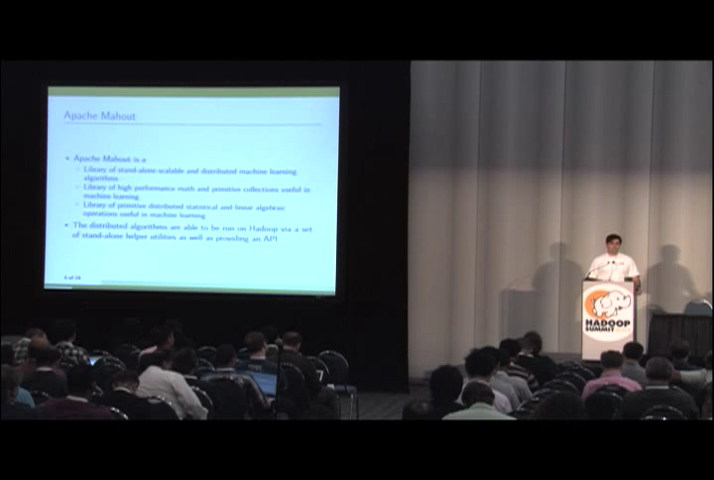 Apache Mahout
Apache Mahout is a
Library of stand-alone scalable and distributed machine learning
algorithms
Library of high performance math and primitive collections useful in
machine learning
Library of primitive distributed statistical and linear algebraic
operations useful in machine learning
The distributed algorithms are able to be run on Hadoop via a set
of stand-alone helper utilities as well as providing an API
HADOOP
SUMMIT